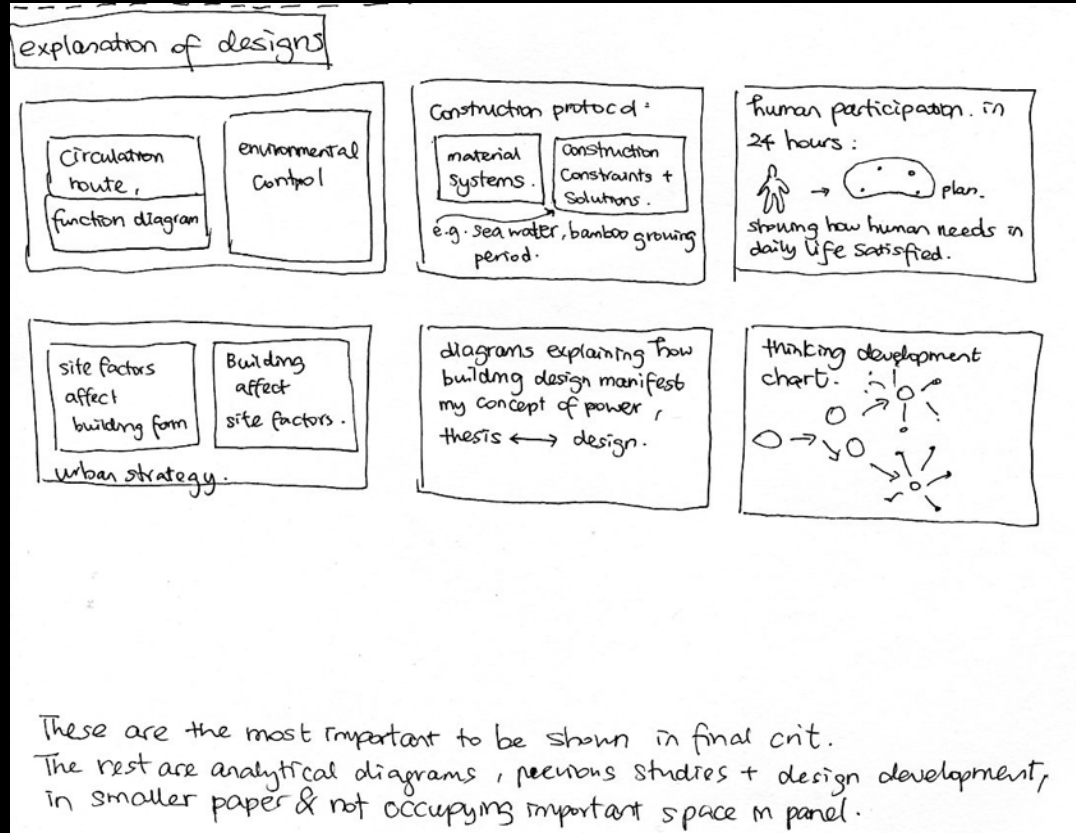 explanation of designs
circulation
route,
function diagram
environmental
control
Construction protocol:
material
systems.
construction
constraints +
solutions.
e.g. sea water, bamboo growing
period.
human participation in
24 hours:
plan.
showing how human needs in
daily life satisfied.
site factors
affect
building form
Building
affect
site factors.
urban strategy.
diagrams explaining how
building design manifest
my concept of power,
thesis ⟷ design.
thinking development
chart.
These are the most important to be shown in final crit.
The rest are analytical diagrams, previous studies + design development,
in smaller paper & not occupying important space in panel.